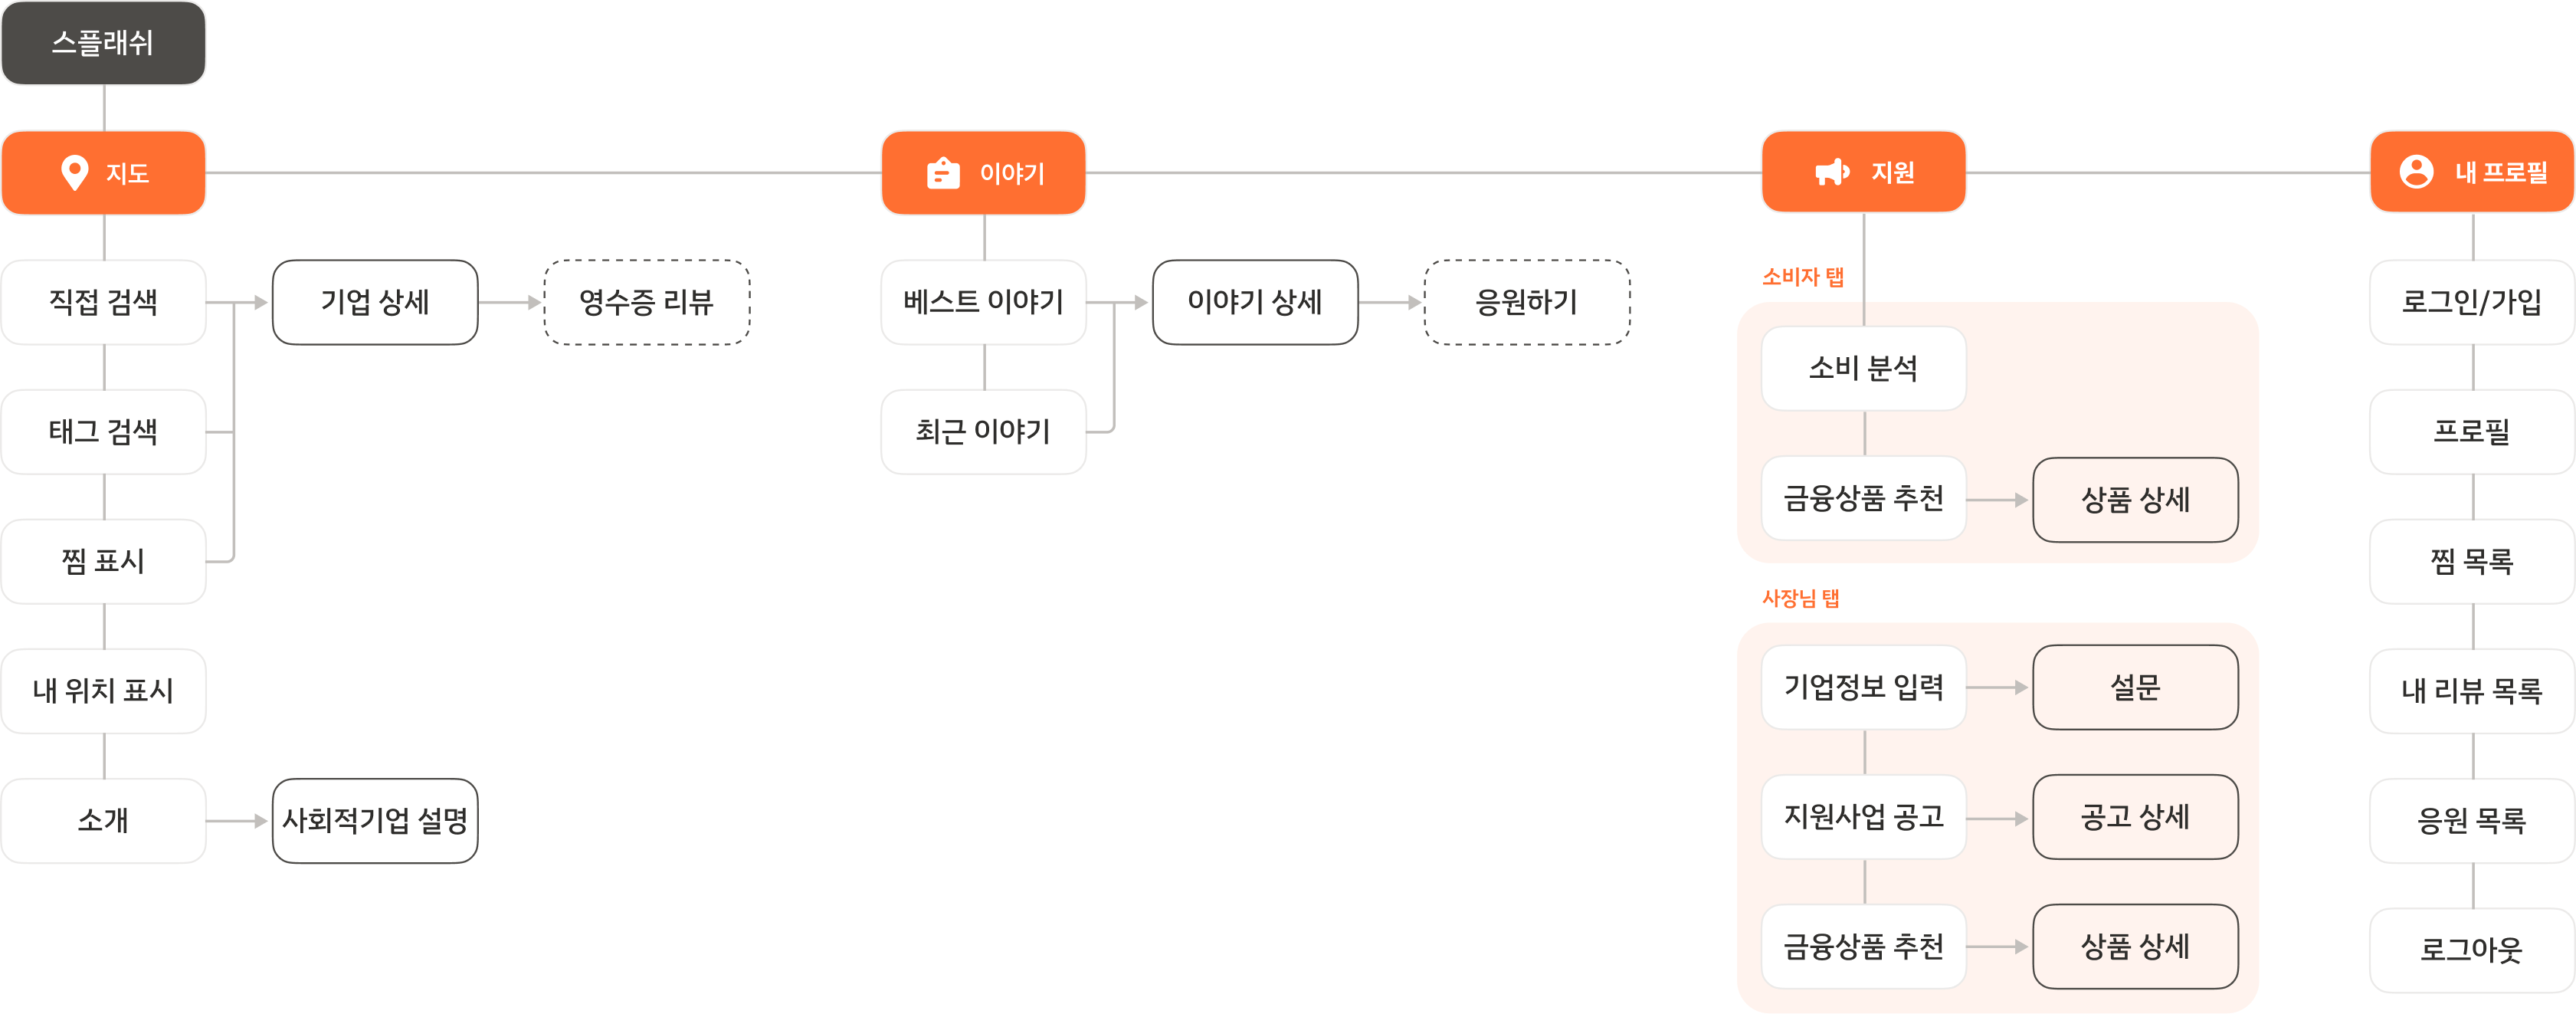 스플래쉬
지도
이야기
지원
내 프로필
직접 검색
기업 상세
영수증 리뷰
태그 검색
찜 표시
내 위치 표시
소개
사회적기업 설명
베스트 이야기
이야기 상세
응원하기
최근 이야기
소비자 탭
소비 분석
금융상품 추천
상품 상세
사장님 탭
기업정보 입력
설문
지원사업 공고
공고 상세
금융상품 추천
상품 상세
로그인/가입
프로필
찜 목록
내 리뷰 목록
응원 목록
로그아웃